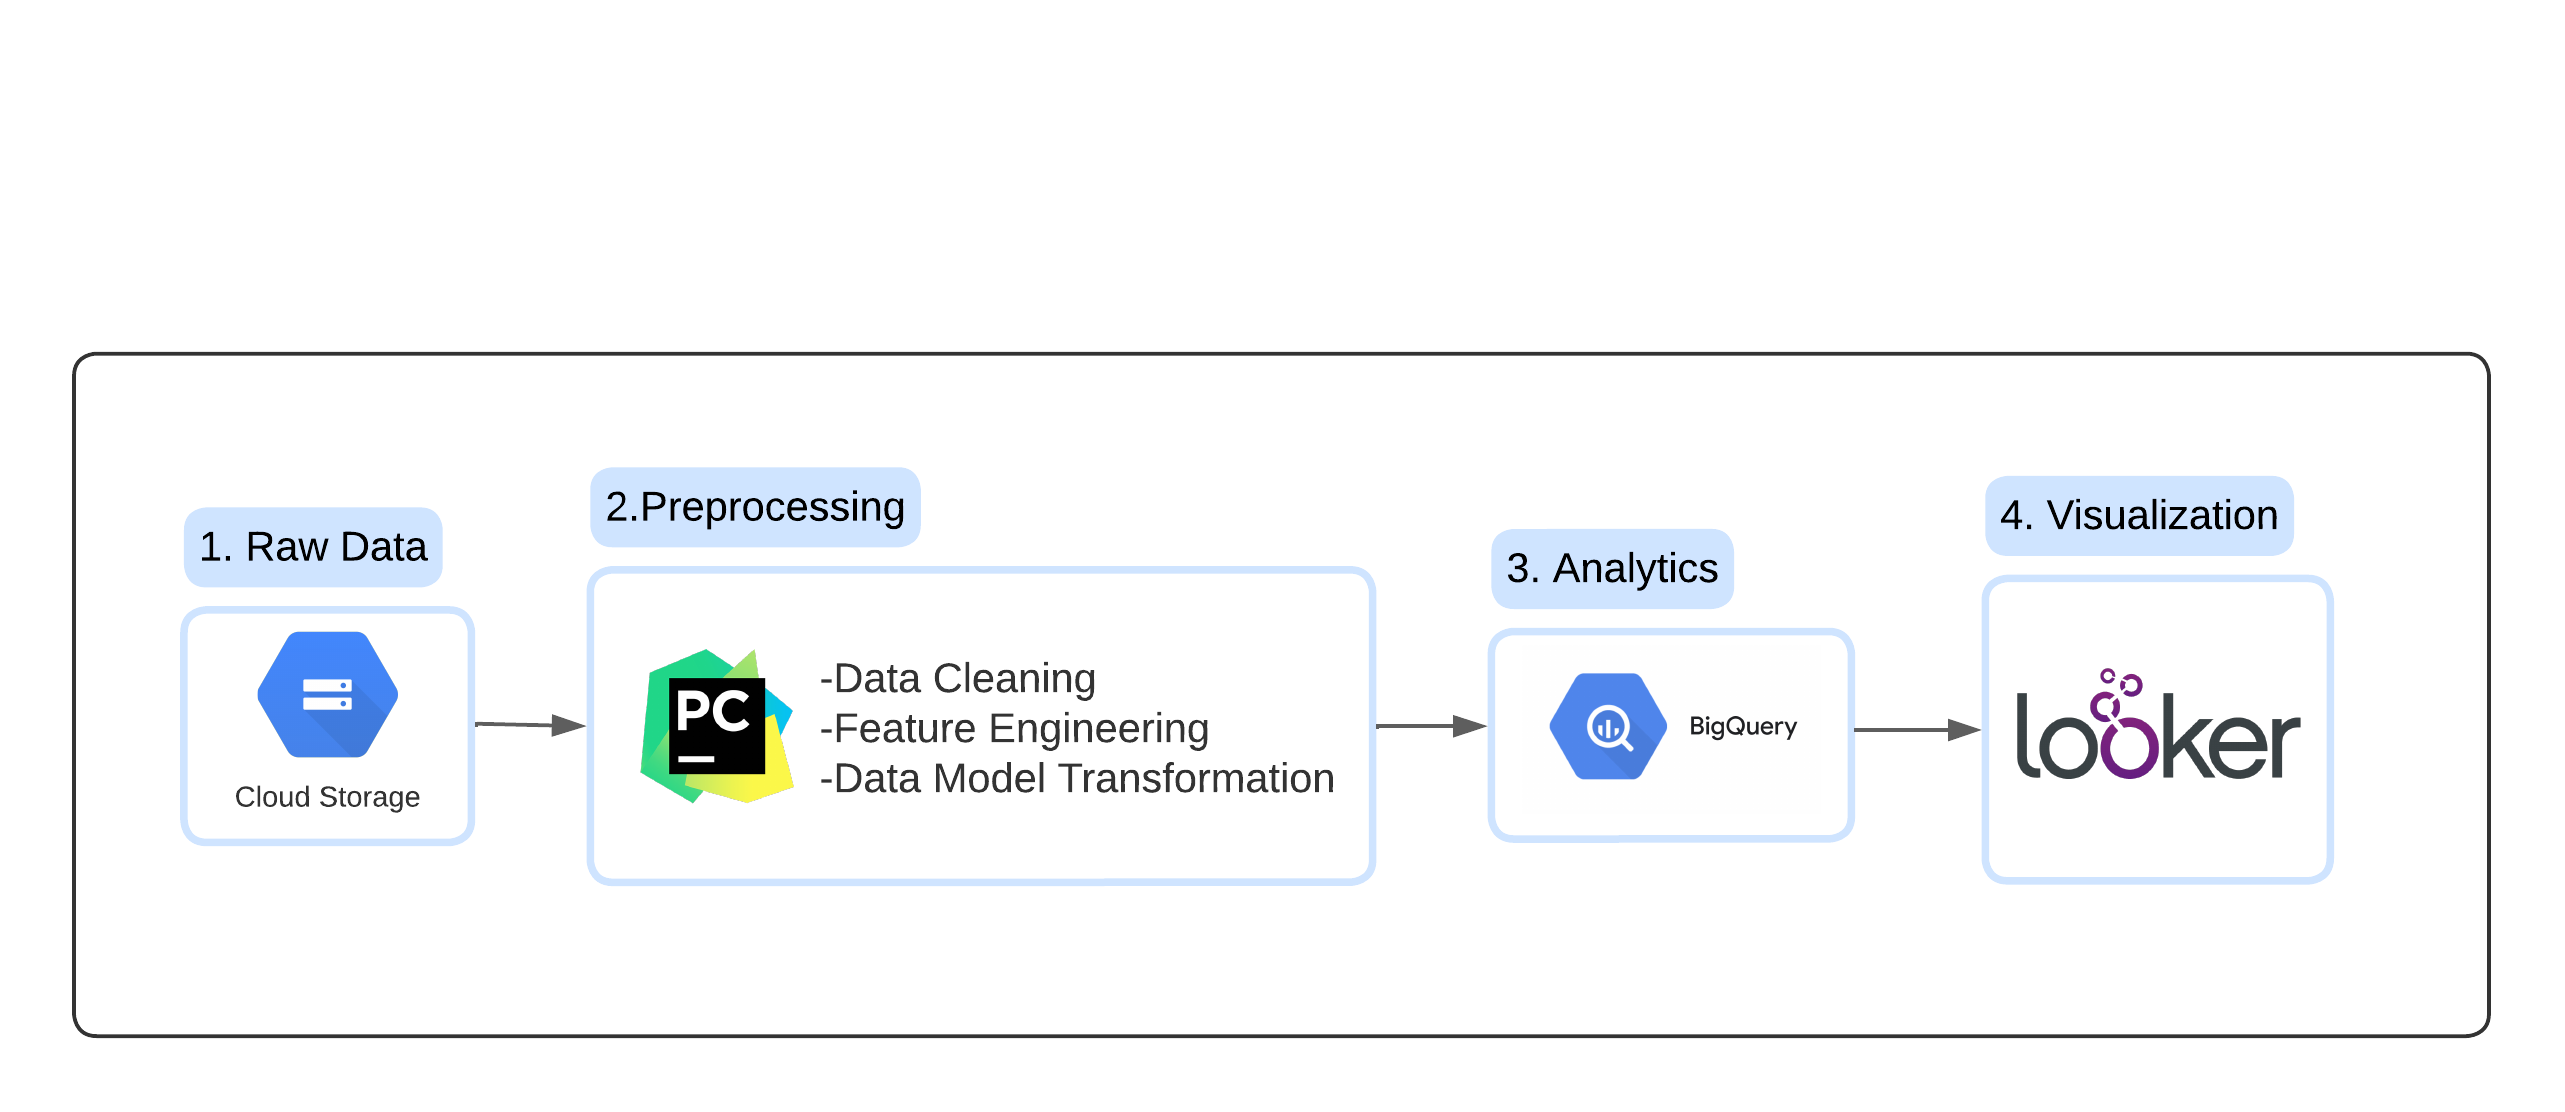 1. Raw Data
Cloud Storage
2.Preprocessing
PC
-Data Cleaning
-Feature Engineering
-Data Model Transformation
3. Analytics
BigQuery
4. Visualization
looker